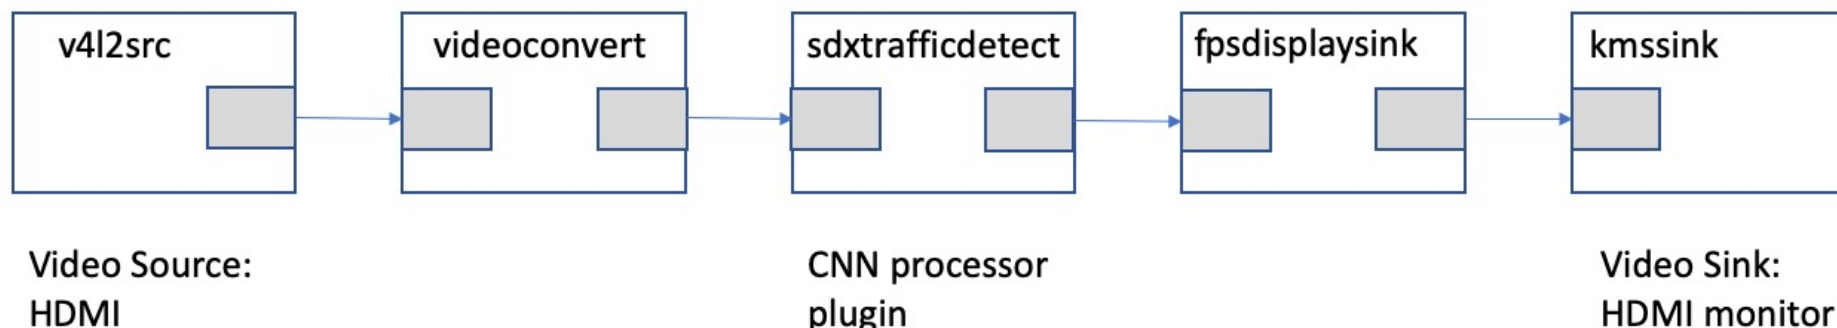 v4l2src
videoconvert
sdxtrafficdetect
fpsdisplaysink
kmssink
Video Source:
HDMI
CNN processor
plugin
Video Sink:
HDMI monitor